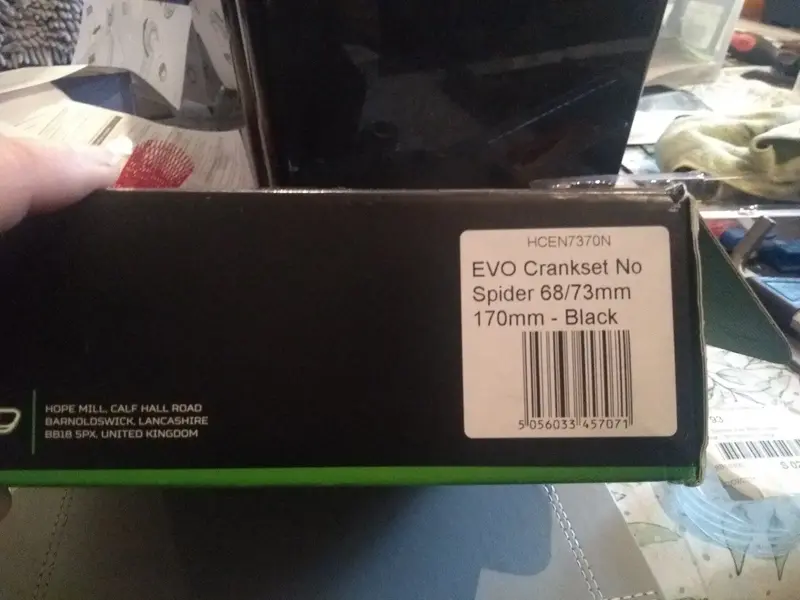 HCEN7370N
EVO Crankset No
Spider 68/73mm
170mm - Black
5 056033 457071
HOPE MILL, CALF HALL ROAD
BARNOLDSWICK, LANCASHIRE
BB18 5PX, UNITED KINGDOM
93